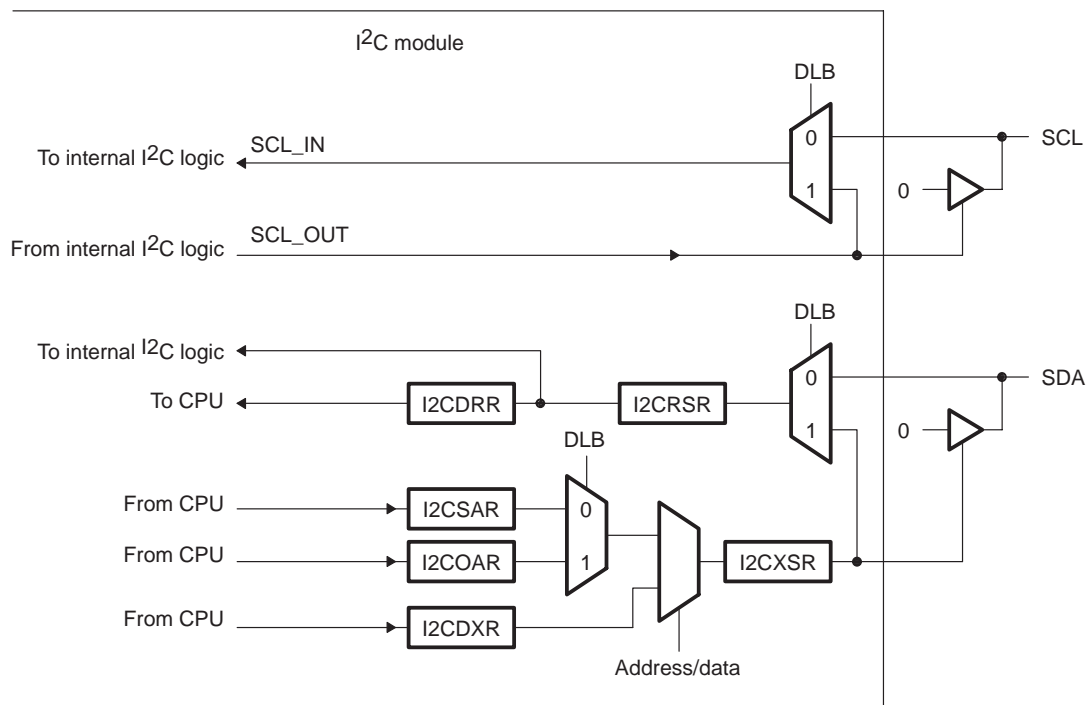 I2C module
DLB
0
SCL
To internal I2C logic
SCL_IN
1
0
From internal I2C logic
SCL_OUT
DLB
To internal I2C logic
0
SDA
To CPU
I2CDRR
I2CRSR
1
0
DLB
From CPU
I2CSAR
0
From CPU
I2COAR
1
I2CXSR
From CPU
I2CDXR
Address/data